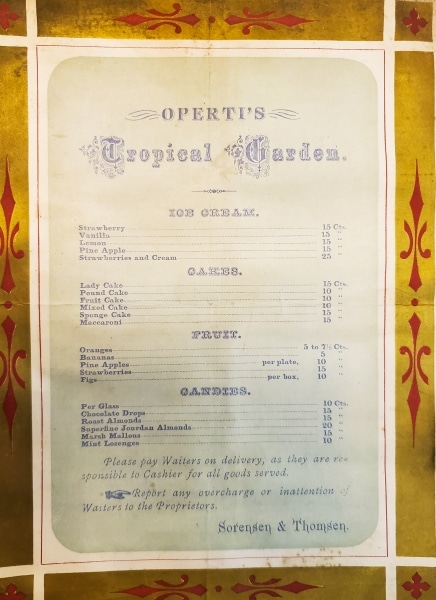 OPERTI'S
Tropical Garden.
ICE CREAM.
Strawberry 15 Cts.
Vanilla 15 "
Lemon 15 "
Pine Apple 15 "
Strawberries and Cream 25 "
CAKES.
Lady Cake 15 Cts.
Pound Cake 10 "
Fruit Cake 10 "
Mixed Cake 10 "
Sponge Cake 15 "
Maccaroni 15 "
FRUIT.
Oranges 5 to 7½ Cts.
Bananas 5 "
Pine Apples per plate, 10 "
Strawberries 15 "
Figs per box, 10 "
CANDIES.
Per Glass 10 Cts.
Chocolate Drops 15 "
Roast Almonds 15 "
Superfine Jourdan Almonds 20 "
Marsh Mallons 15 "
Mint Lozenges 10 "
Please pay Waiters on delivery, as they are re-
sponsible to Cashier for all goods served.
Report any overcharge or inattention of
Waiters to the Proprietors.
Sorensen & Thomsen.